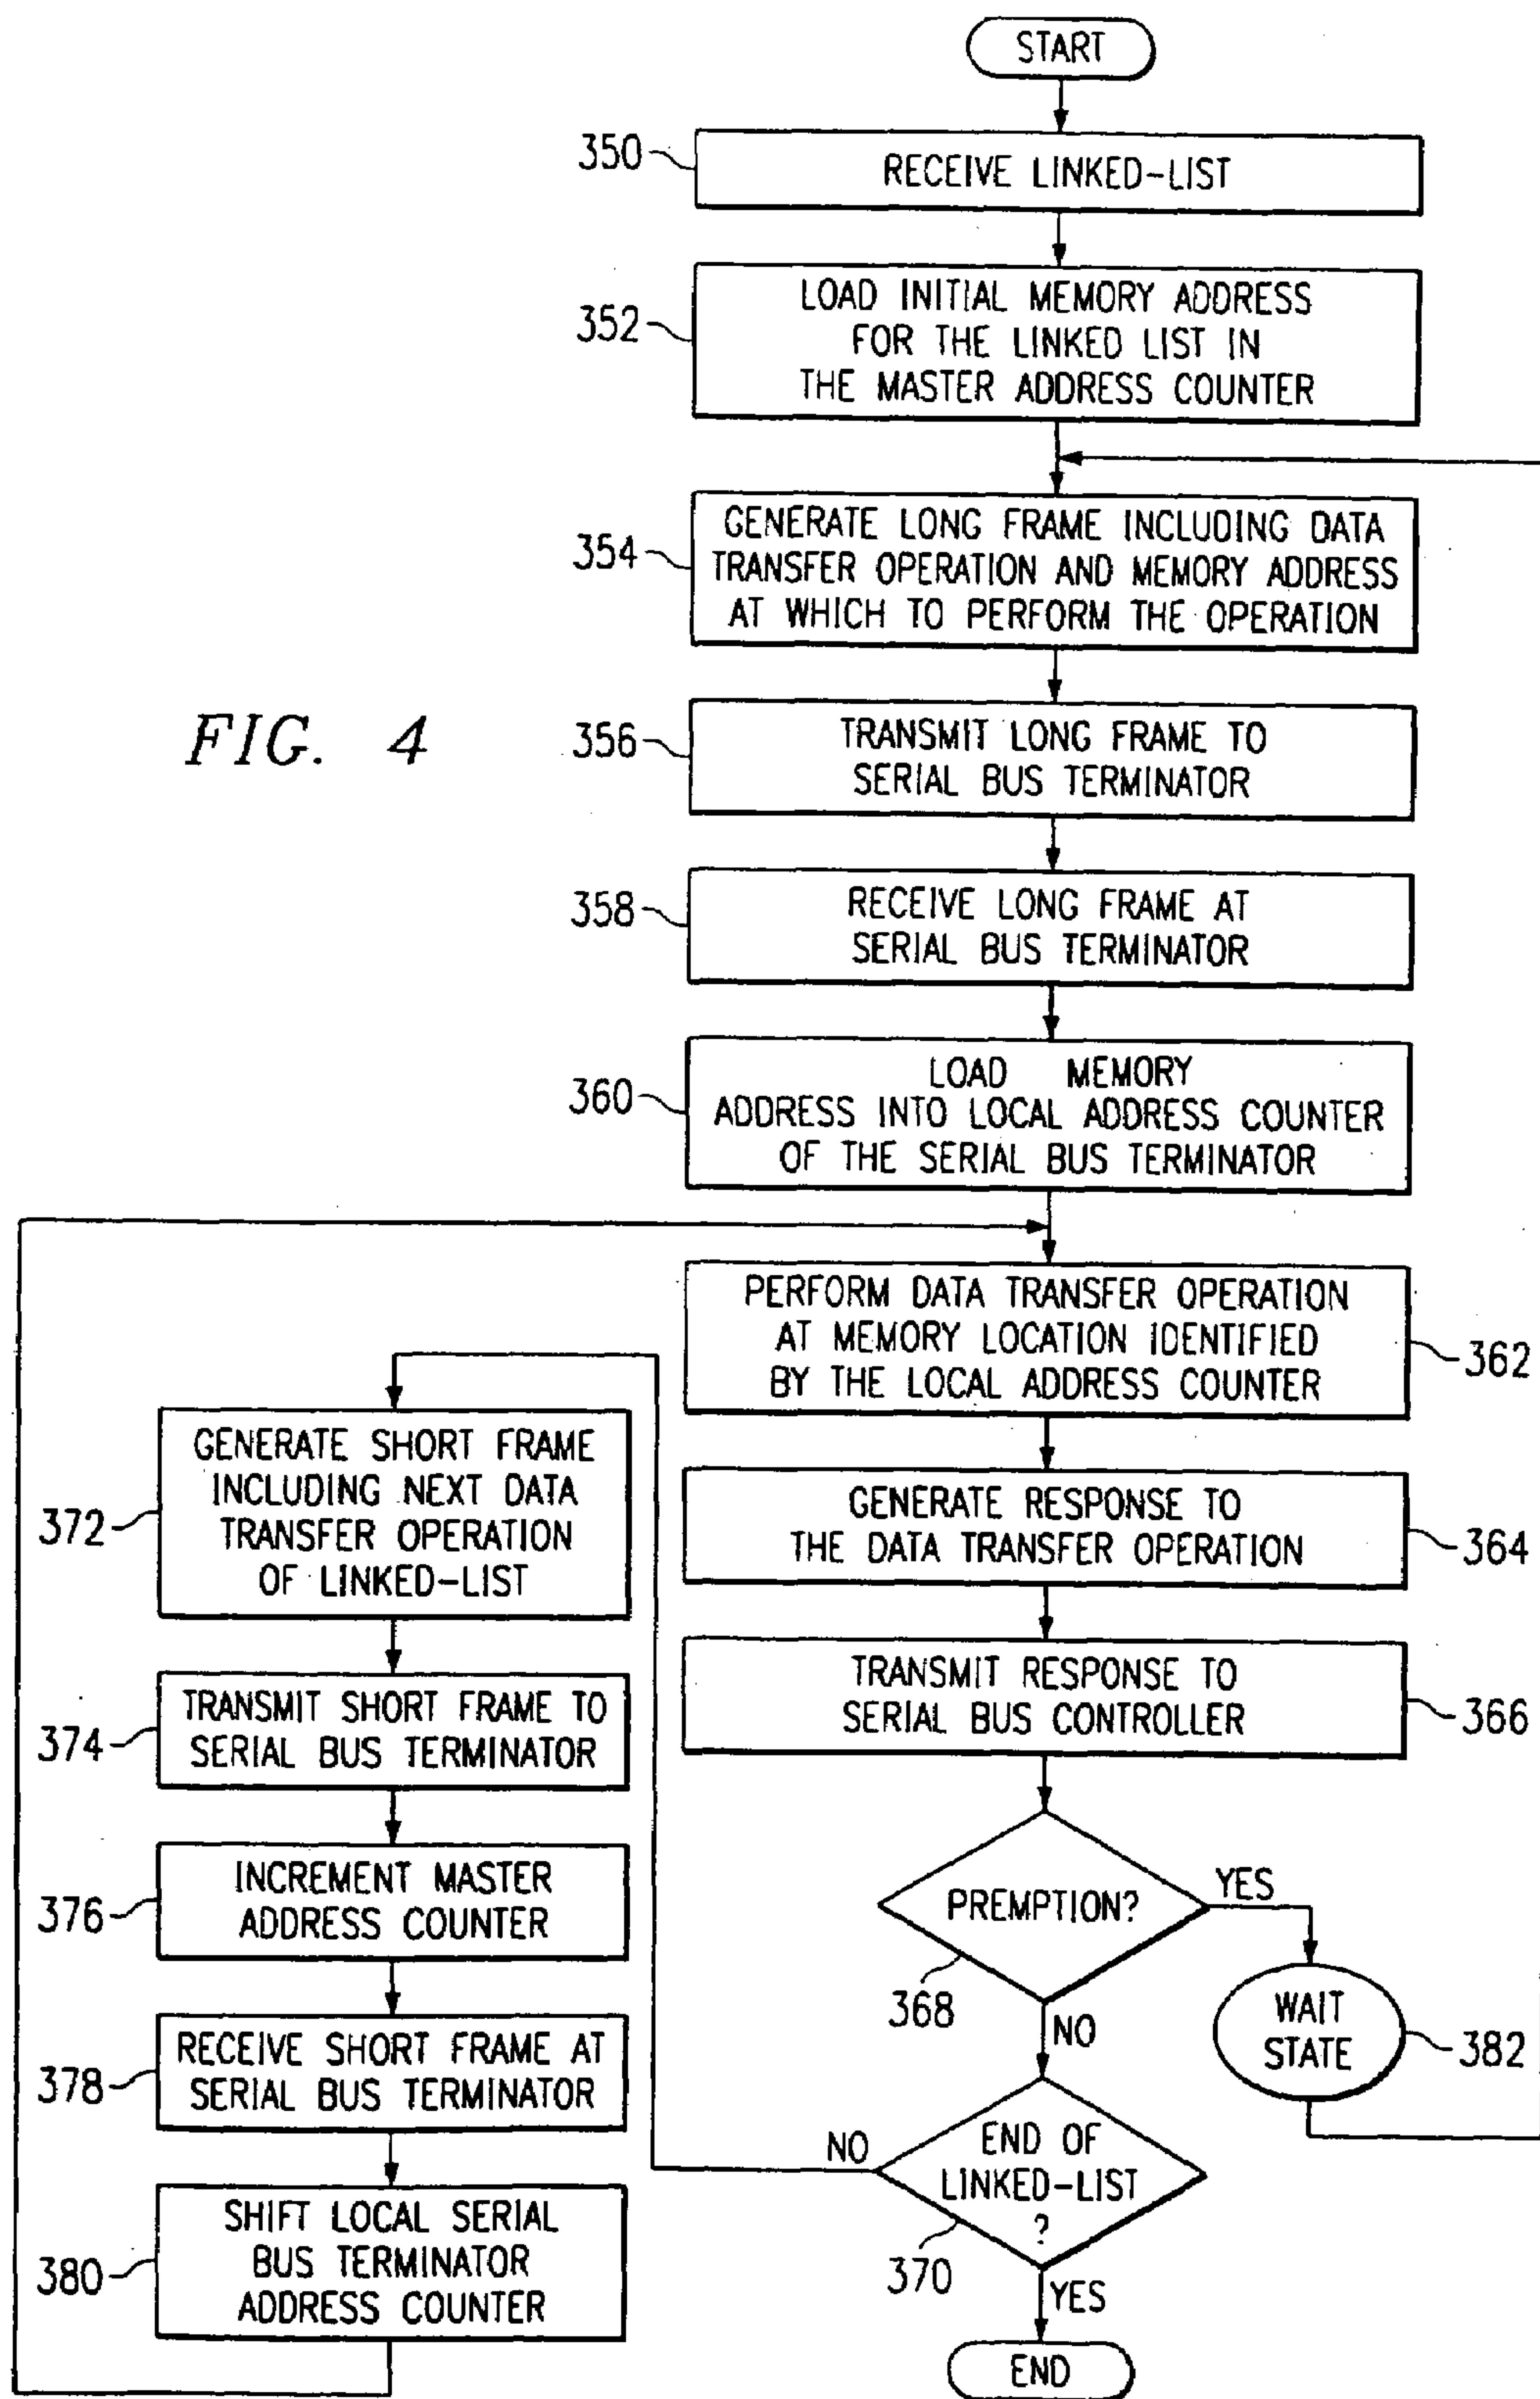 START
350
RECEIVE LINKED-LIST
352
LOAD INITIAL MEMORY ADDRESS
FOR THE LINKED LIST IN
THE MASTER ADDRESS COUNTER
354
GENERATE LONG FRAME INCLUDING DATA
TRANSFER OPERATION AND MEMORY ADDRESS
AT WHICH TO PERFORM THE OPERATION
FIG. 4
356
TRANSMIT LONG FRAME TO
SERIAL BUS TERMINATOR
358
RECEIVE LONG FRAME AT
SERIAL BUS TERMINATOR
360
LOAD MEMORY
ADDRESS INTO LOCAL ADDRESS COUNTER
OF THE SERIAL BUS TERMINATOR
PERFORM DATA TRANSFER OPERATION
AT MEMORY LOCATION IDENTIFIED
BY THE LOCAL ADDRESS COUNTER
362
GENERATE RESPONSE TO
THE DATA TRANSFER OPERATION
364
TRANSMIT RESPONSE TO
SERIAL BUS CONTROLLER
366
PREMPTION?
YES
368
NO
WAIT
STATE
382
END OF
LINKED-LIST
?
NO
370
YES
END
372
GENERATE SHORT FRAME
INCLUDING NEXT DATA
TRANSFER OPERATION
OF LINKED-LIST
374
TRANSMIT SHORT FRAME TO
SERIAL BUS TERMINATOR
376
INCREMENT MASTER
ADDRESS COUNTER
378
RECEIVE SHORT FRAME AT
SERIAL BUS TERMINATOR
380
SHIFT LOCAL SERIAL
BUS TERMINATOR
ADDRESS COUNTER